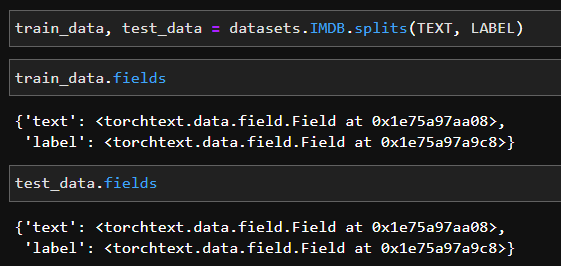 train_data, test_data = datasets.IMDB.splits(TEXT, LABEL)
train_data.fields
{'text': <torchtext.data.field.Field at 0x1e75a97aa08>,
 'label': <torchtext.data.field.Field at 0x1e75a97a9c8>}
test_data.fields
{'text': <torchtext.data.field.Field at 0x1e75a97aa08>,
 'label': <torchtext.data.field.Field at 0x1e75a97a9c8>}